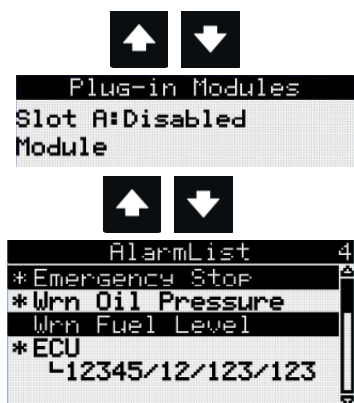 Plug-in Modules
Slot A:Disabled
Module
AlarmList 4
*Emergency Stop
*Wrn Oil Pressure
Wrn Fuel Level
*ECU
└12345/12/123/123